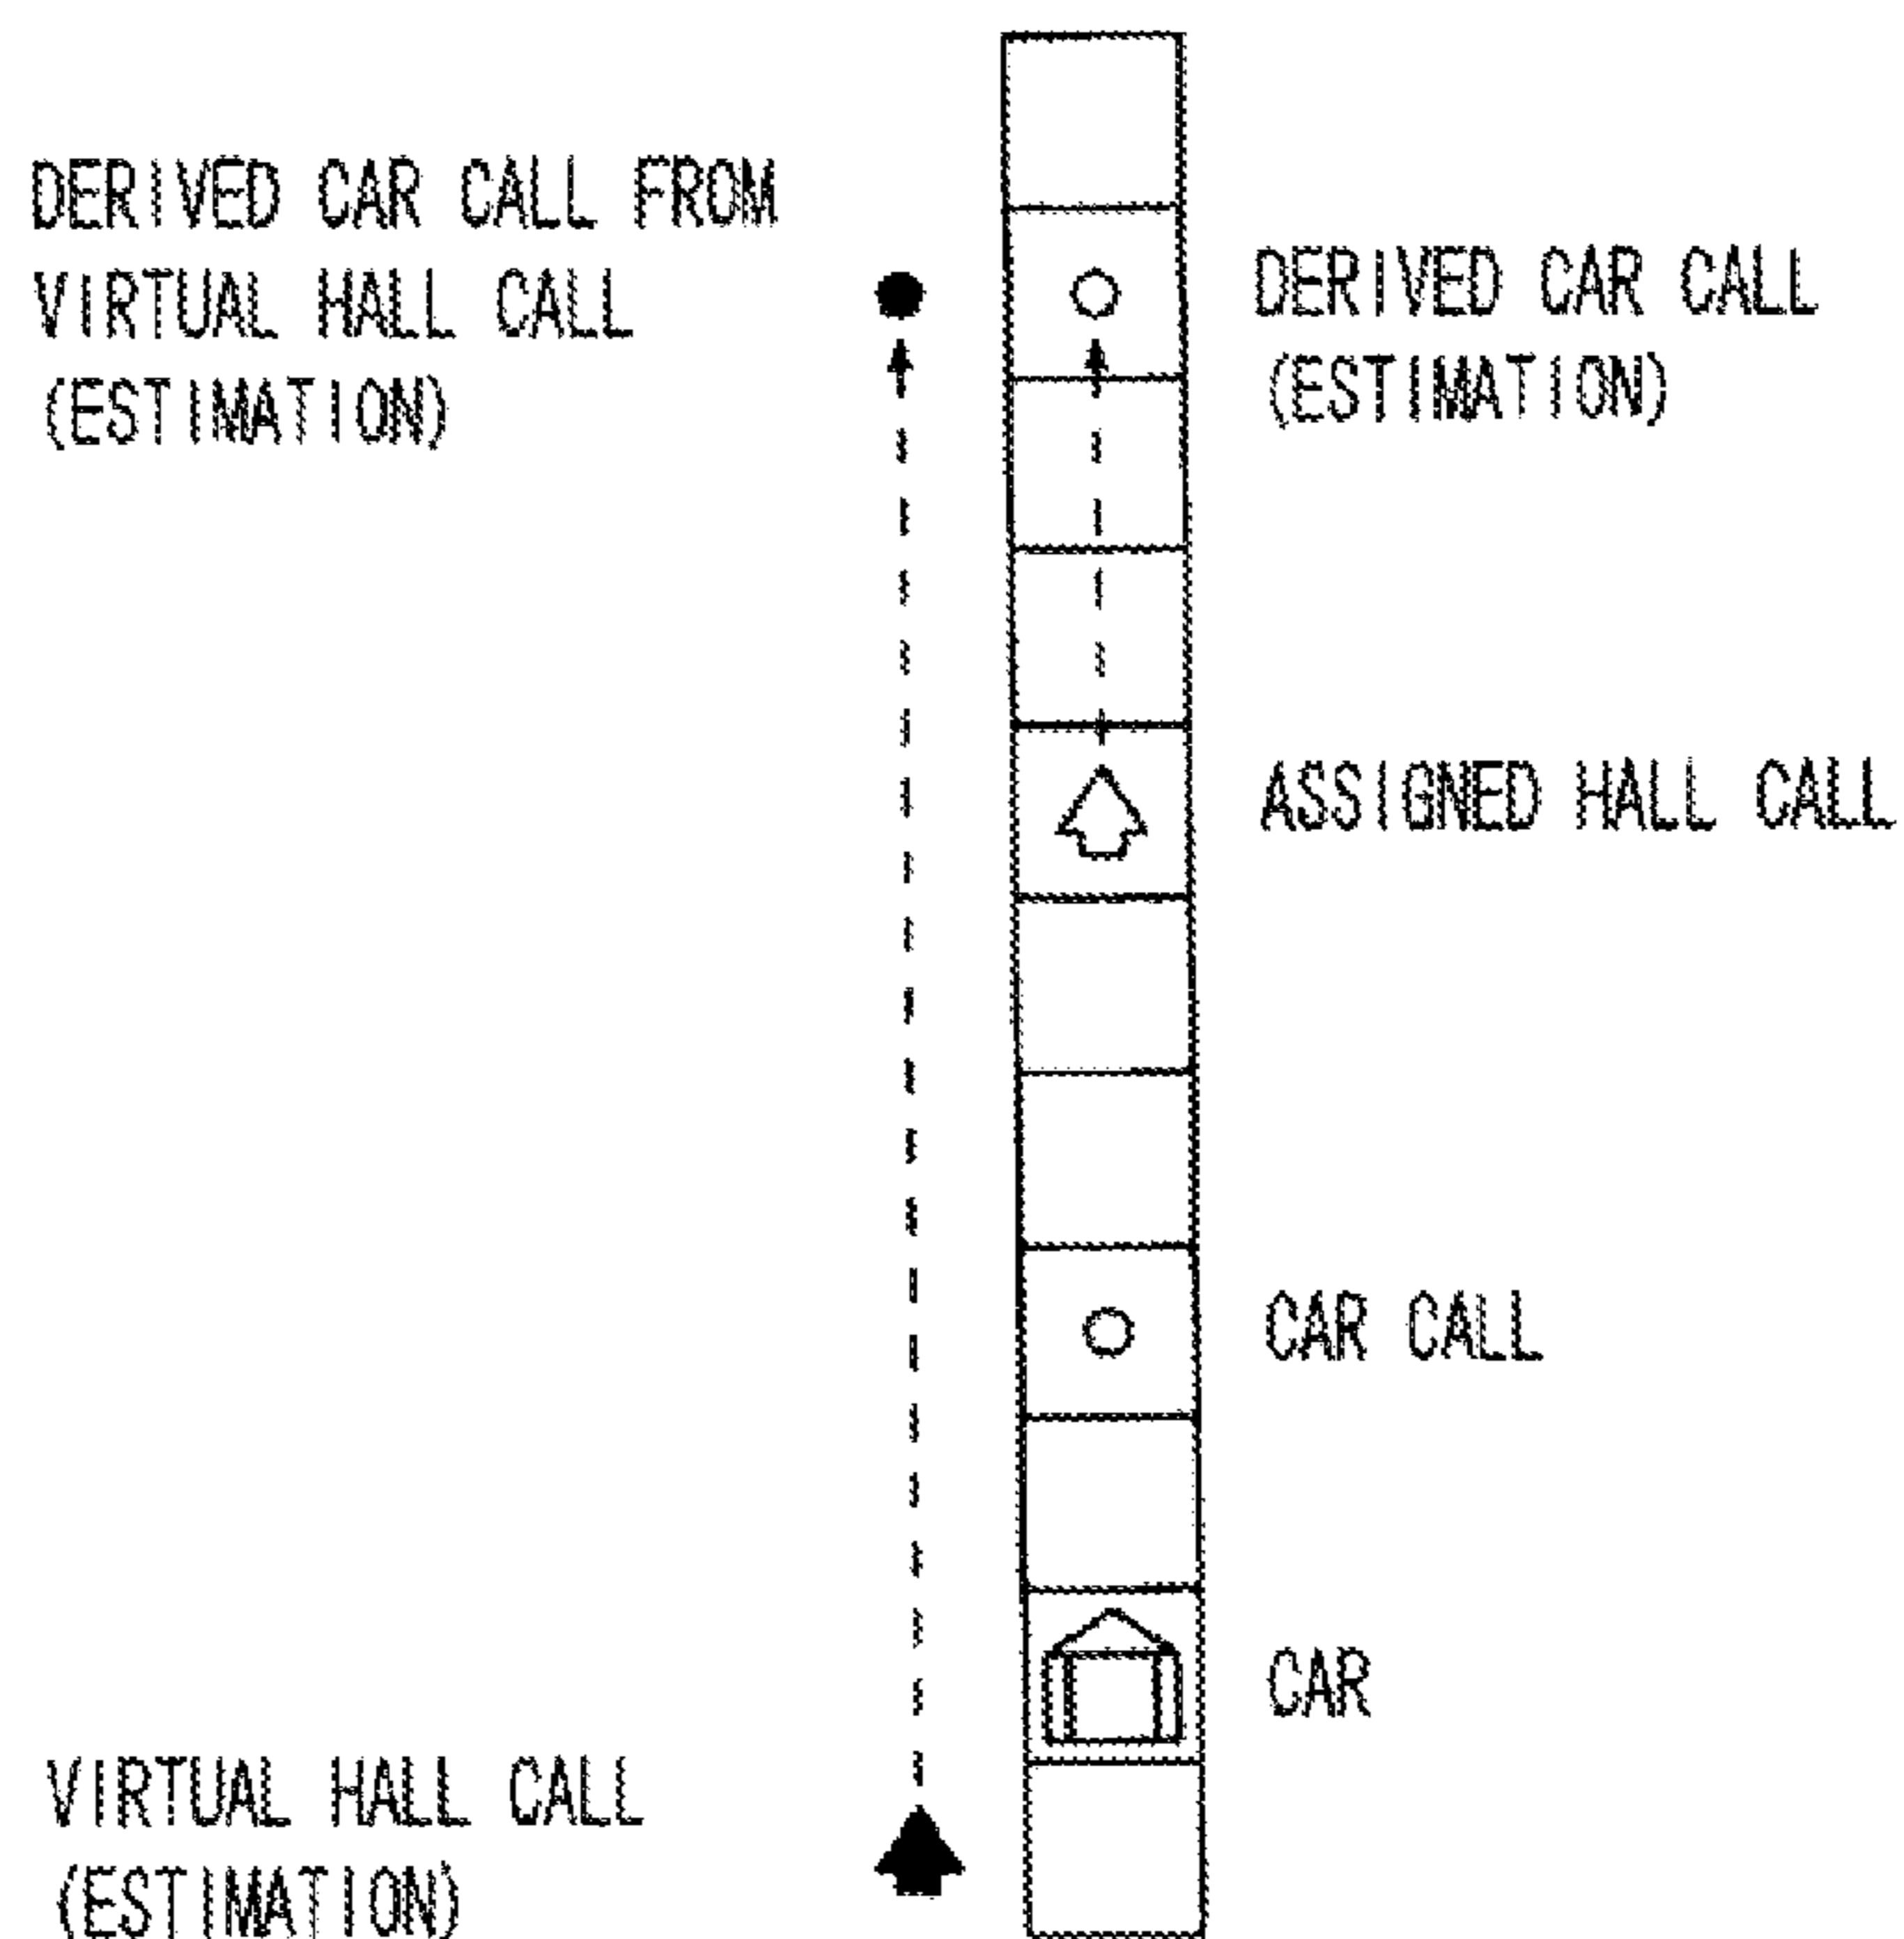 DERIVED CAR CALL FROM
VIRTUAL HALL CALL
(ESTIMATION)
DERIVED CAR CALL
(ESTIMATION)
ASSIGNED HALL CALL
CAR CALL
CAR
VIRTUAL HALL CALL
(ESTIMATION)